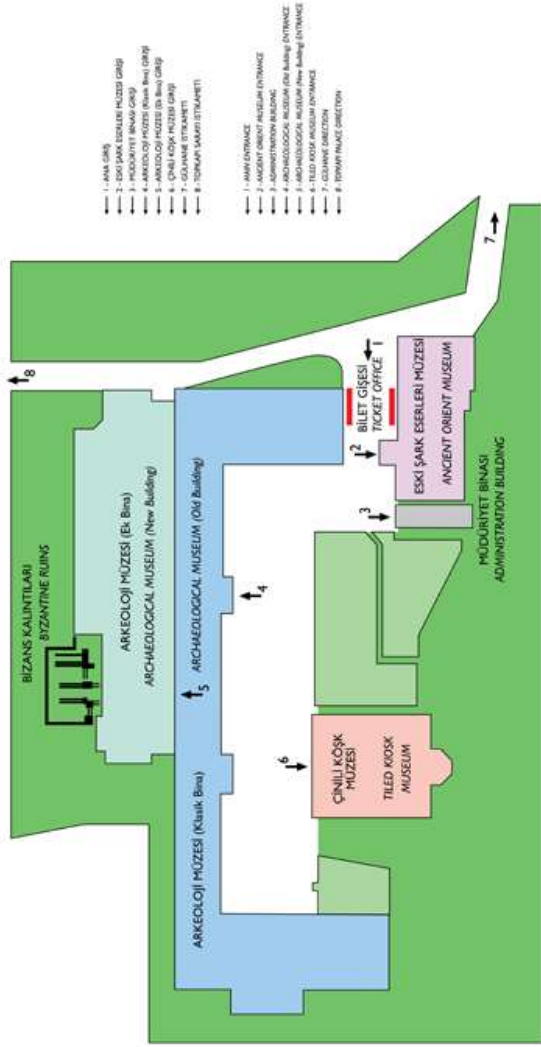 1 - ANA GİRİŞ
2 - ESKİ ŞARK ESERLERİ MÜZESİ GİRİŞİ
3 - MÜDÜRİYET BİNASI GİRİŞİ
4 - ARKEOLOJİ MÜZESİ (Klasik Bina) GİRİŞİ
5 - ARKEOLOJİ MÜZESİ (Ek Bina) GİRİŞİ
6 - ÇİNİLİ KÖŞK MÜZESİ GİRİŞİ
7 - GÜLHANE İSTİKAMETİ
8 - TOPKAPI SARAYI İSTİKAMETİ
1 - MAIN ENTRANCE
2 - ANCIENT ORIENT MUSEUM ENTRANCE
3 - ADMINISTRATION BUILDING
4 - ARCHAEOLOGICAL MUSEUM (Old Building) ENTRANCE
5 - ARCHAEOLOGICAL MUSEUM (New Building) ENTRANCE
6 - TILED KIOSK MUSEUM ENTRANCE
7 - GÜLHANE DIRECTION
8 - TOPKAPI PALACE DIRECTION
8
BİZANS KALINTILARI
BYZANTINE RUINS
ARKEOLOJİ MÜZESİ (Ek Bina)
ARCHAEOLOGICAL MUSEUM (New Building)
ARKEOLOJİ MÜZESİ (Klasik Bina)
ARCHAEOLOGICAL MUSEUM (Old Building)
5
4
6
ÇİNİLİ KÖŞK
MÜZESİ
TILED KIOSK
MUSEUM
BİLET GİŞESİ
TICKET OFFICE
1
2
3
ESKİ ŞARK ESERLERİ MÜZESİ
ANCIENT ORIENT MUSEUM
MÜDÜRİYET BİNASI
ADMINISTRATION BUILDING
7